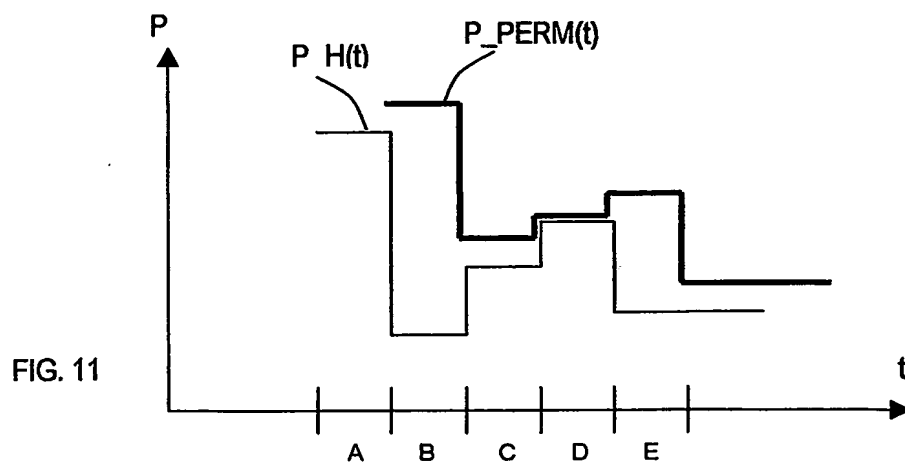 P
P_PERM(t)
P H(t)
FIG. 11
t
A B C D E